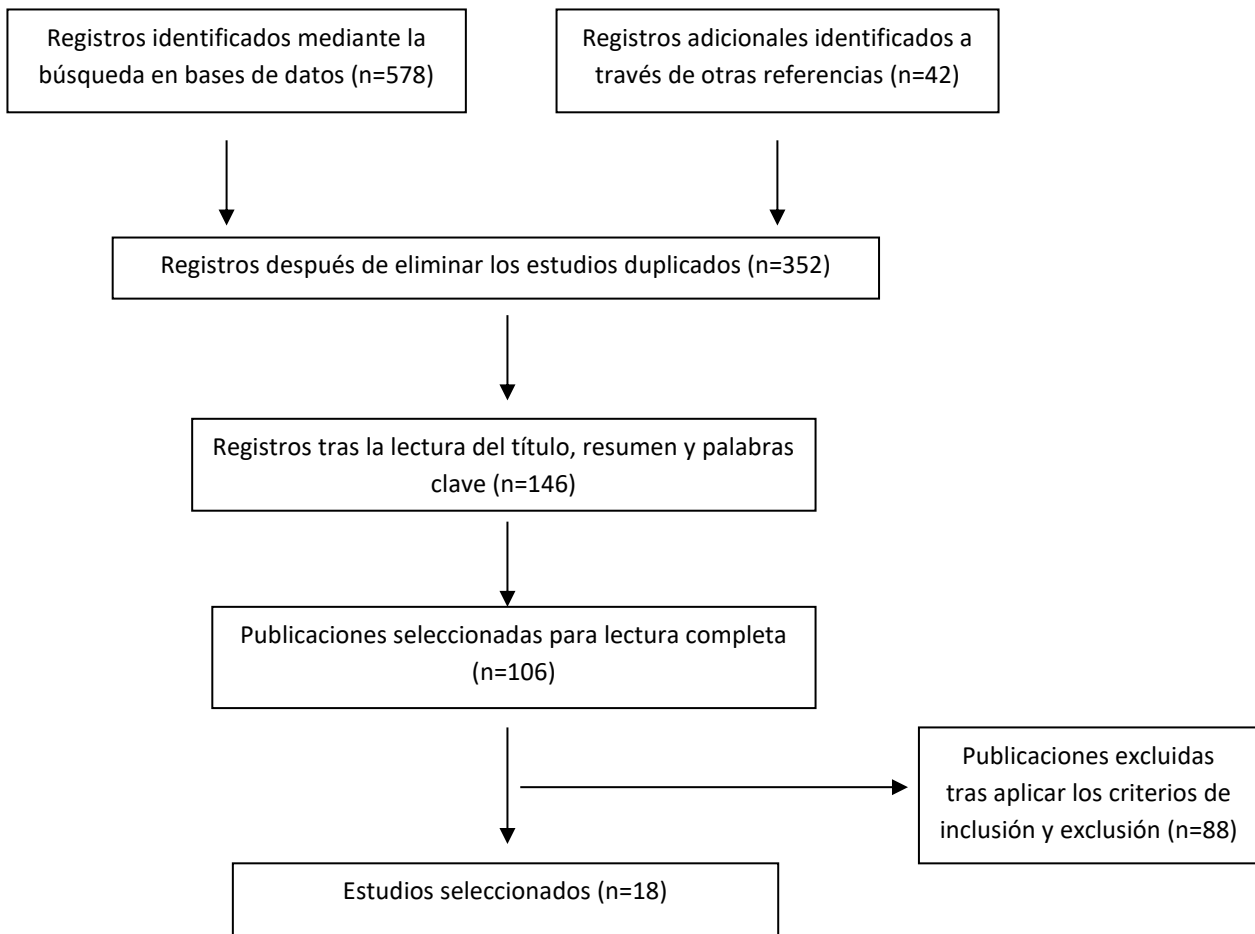 Registros identificados mediante la
búsqueda en bases de datos (n=578)
Registros adicionales identificados a
través de otras referencias (n=42)
Registros después de eliminar los estudios duplicados (n=352)
Registros tras la lectura del título, resumen y palabras
clave (n=146)
Publicaciones seleccionadas para lectura completa
(n=106)
Publicaciones excluidas
tras aplicar los criterios de
inclusión y exclusión (n=88)
Estudios seleccionados (n=18)